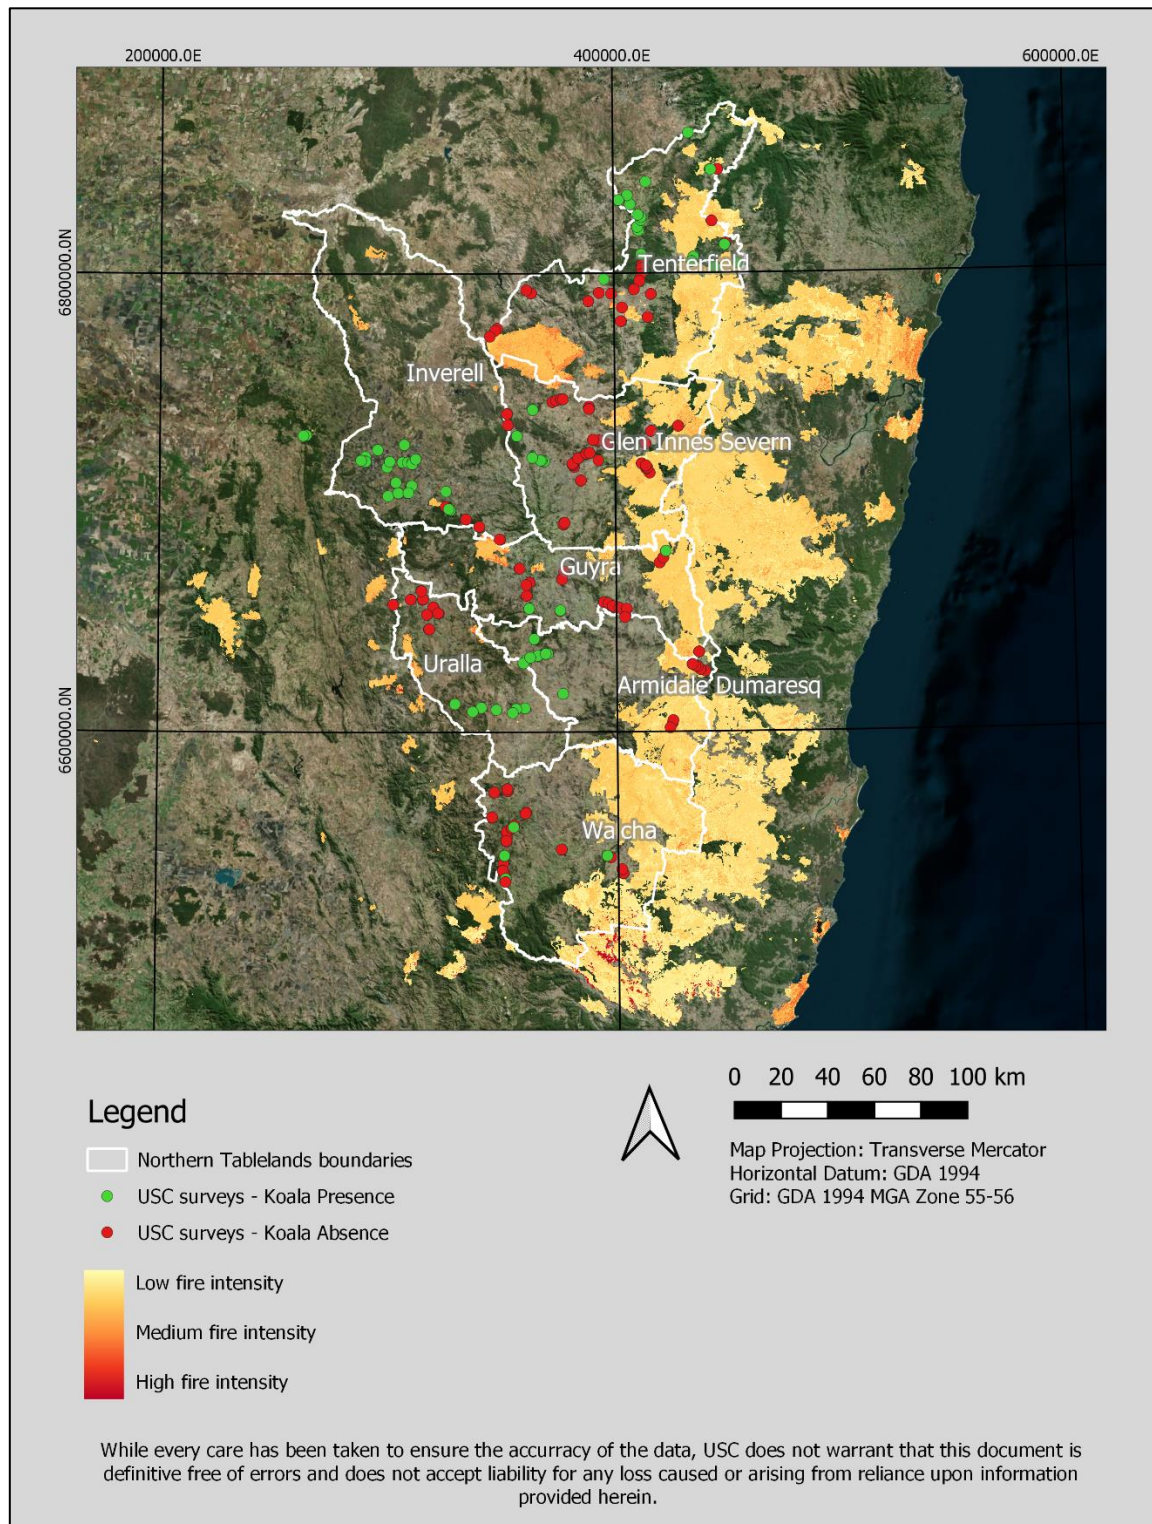 200000.0E 400000.0E 600000.0E
6800000.0N
Tenterfield
Inverell
Glen Innes Severn
Guyra
Uralla
Armidale Dumaresq
6600000.0N
Walcha
Legend
Northern Tablelands boundaries
USC surveys - Koala Presence
USC surveys - Koala Absence
Low fire intensity
Medium fire intensity
High fire intensity
0 20 40 60 80 100 km
Map Projection: Transverse Mercator
Horizontal Datum: GDA 1994
Grid: GDA 1994 MGA Zone 55-56
While every care has been taken to ensure the accurracy of the data, USC does not warrant that this document is
definitive free of errors and does not accept liability for any loss caused or arising from reliance upon information
provided herein.